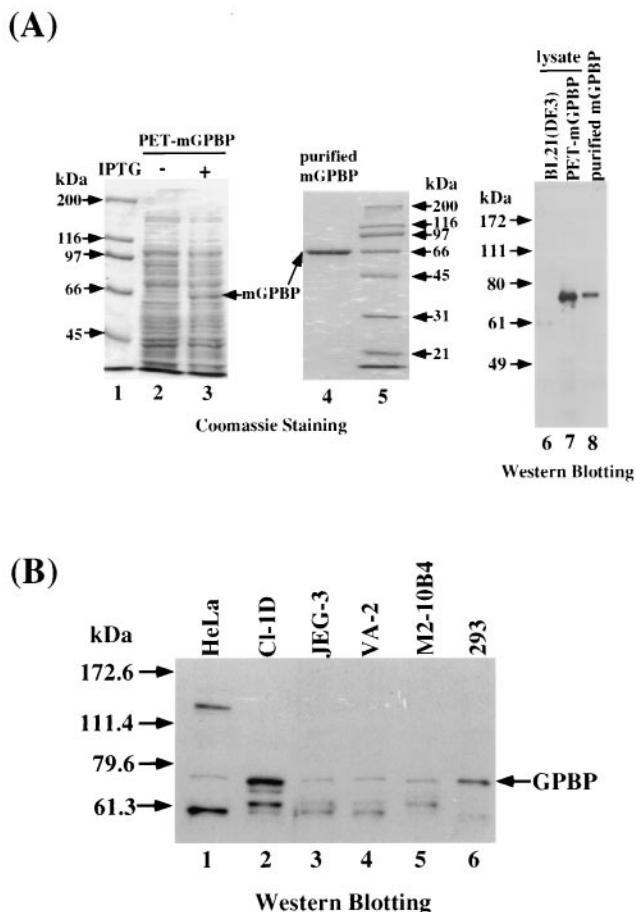 (A)
PET-mGPBP
IPTG - +
kDa
200
116
97
66
45
mGPBP
1 2 3
purified
mGPBP
kDa
200
116
97
66
45
31
21
4 5
Coomassie Staining
lysate
BL21(DE3)
PET-mGPBP
purified mGPBP
kDa
172
111
80
61
49
6 7 8
Western Blotting
(B)
kDa
HeLa
Cl-1D
JEG-3
VA-2
M2-10B4
293
172.6
111.4
79.6
61.3
GPBP
1 2 3 4 5 6
Western Blotting